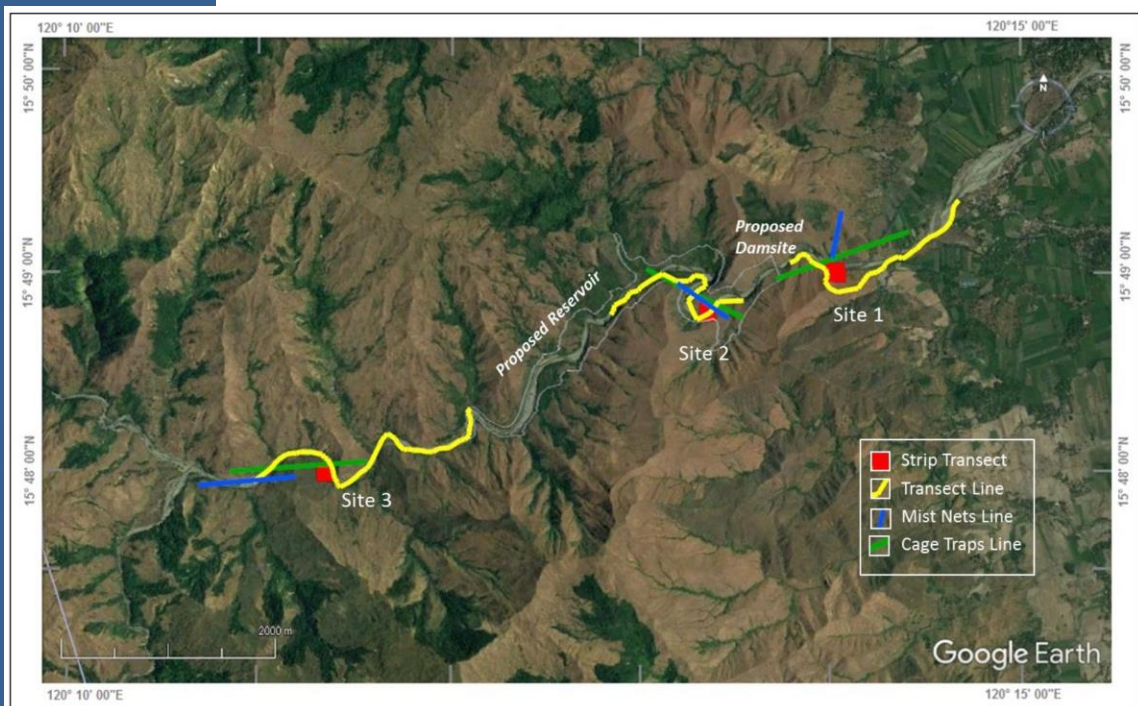 120° 10' 00"E
120° 15' 00"E
15° 50' 00"N
15° 50' 00"N
N
Proposed
Damsite
15° 49' 00"N
15° 49' 00"N
Proposed Reservoir
Site 1
Site 2
Strip Transect
Transect Line
Mist Nets Line
Cage Traps Line
15° 48' 00"N
15° 48' 00"N
Site 3
2000 m
Google Earth
120° 10' 00"E
120° 15' 00"E